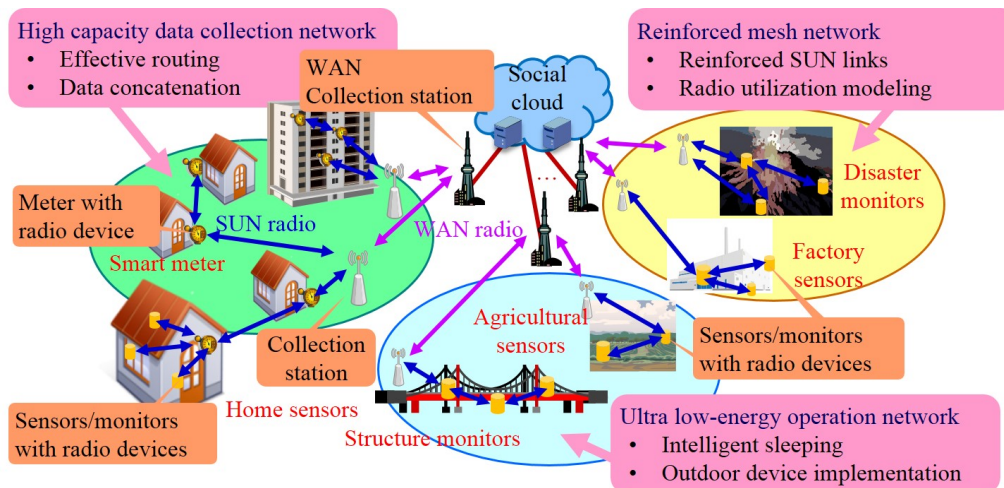 High capacity data collection network
• Effective routing
• Data concatenation
WAN
Collection station
Social
cloud
Reinforced mesh network
• Reinforced SUN links
• Radio utilization modeling
Disaster
monitors
Meter with
radio device
SUN radio
WAN radio
...
Smart meter
Factory
sensors
Agricultural
sensors
Sensors/monitors
with radio devices
Collection
station
Home sensors
Sensors/monitors
with radio devices
Structure monitors
Ultra low-energy operation network
• Intelligent sleeping
• Outdoor device implementation